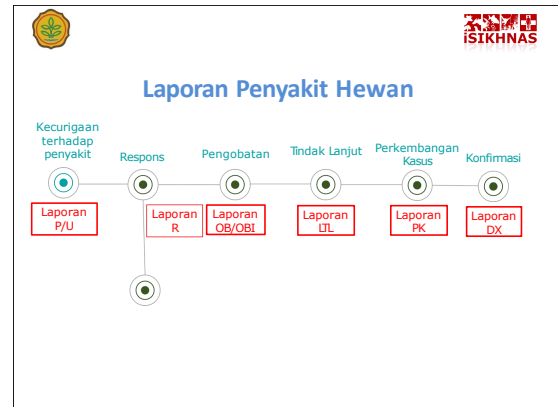 iSIKHNAS
Laporan Penyakit Hewan
Kecurigaan
terhadap
penyakit
Respons
Pengobatan
Tindak Lanjut
Perkembangan
Kasus
Konfirmasi
Laporan
P/U
Laporan
R
Laporan
OB/OBI
Laporan
LTL
Laporan
PK
Laporan
DX